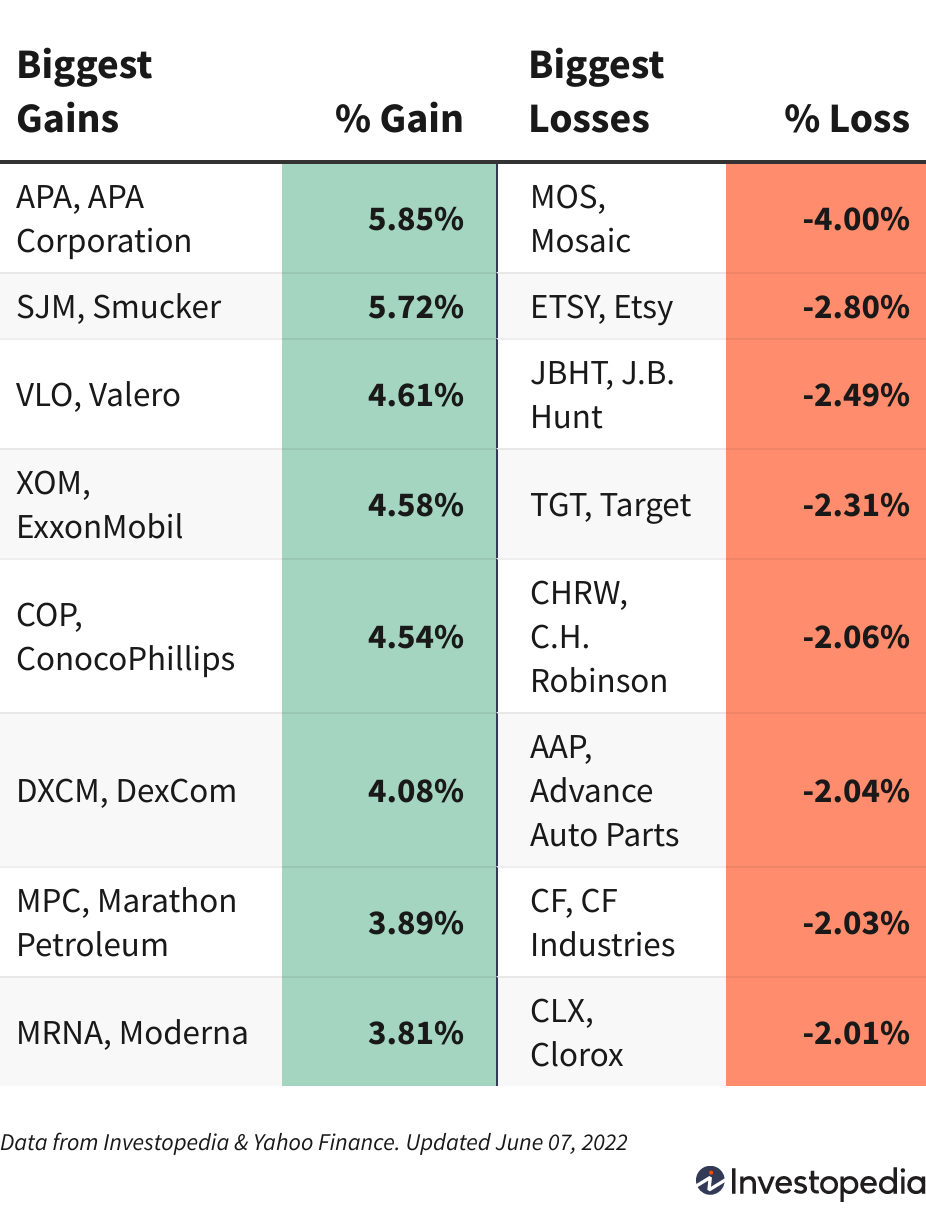 Biggest Gains % Gain Biggest Losses % Loss
APA, APA Corporation 5.85% MOS, Mosaic -4.00%
SJM, Smucker 5.72% ETSY, Etsy -2.80%
VLO, Valero 4.61% JBHT, J.B. Hunt -2.49%
XOM, ExxonMobil 4.58% TGT, Target -2.31%
COP, ConocoPhillips 4.54% CHRW, C.H. Robinson -2.06%
DXCM, DexCom 4.08% AAP, Advance Auto Parts -2.04%
MPC, Marathon Petroleum 3.89% CF, CF Industries -2.03%
MRNA, Moderna 3.81% CLX, Clorox -2.01%
Data from Investopedia & Yahoo Finance. Updated June 07, 2022
Investopedia